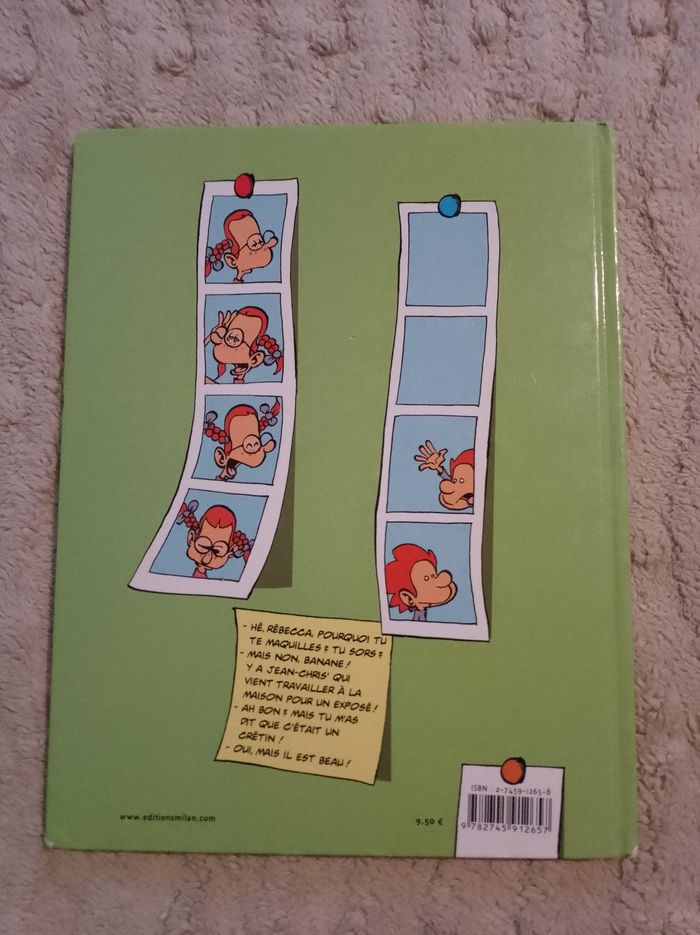 - HÉ, RÉBECCA, POURQUOI TU
TE MAQUILLES ? TU SORS ?
- MAIS NON, BANANE !
Y A JEAN-CHRIS' QUI
VIENT TRAVAILLER À LA
MAISON POUR UN EXPOSÉ !
- AH BON ? MAIS TU M'AS
DIT QUE C'ÉTAIT UN
CRÉTIN !
- OUI, MAIS IL EST BEAU !
ISBN : 2-7459-1265-8
9 782745 912657
www.editionsmilan.com
9,50 €